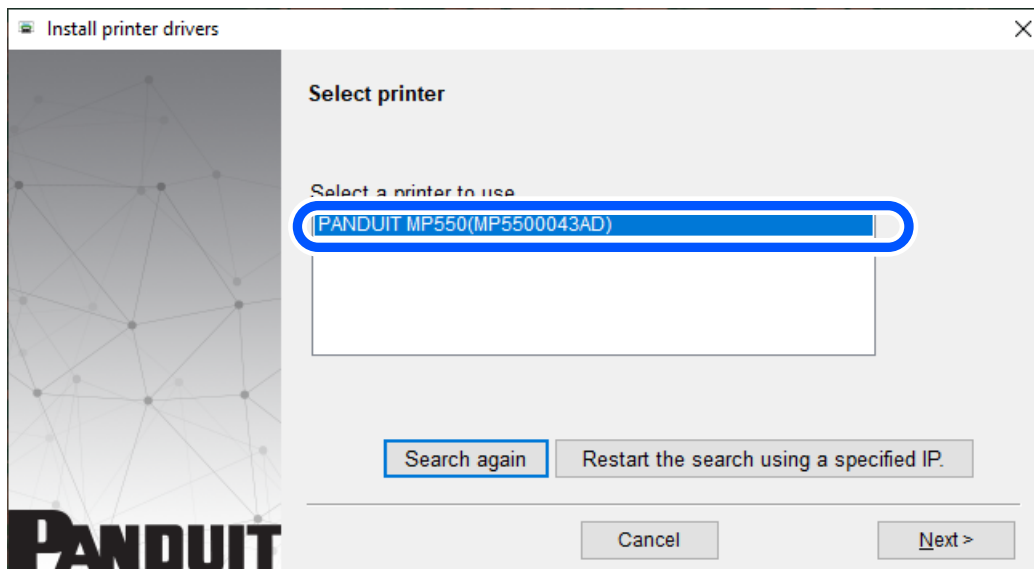 Install printer drivers
Select printer
Select a printer to use
PANDUIT MP550(MP5500043AD)
Search again
Restart the search using a specified IP.
Cancel
Next >
PANDUIT